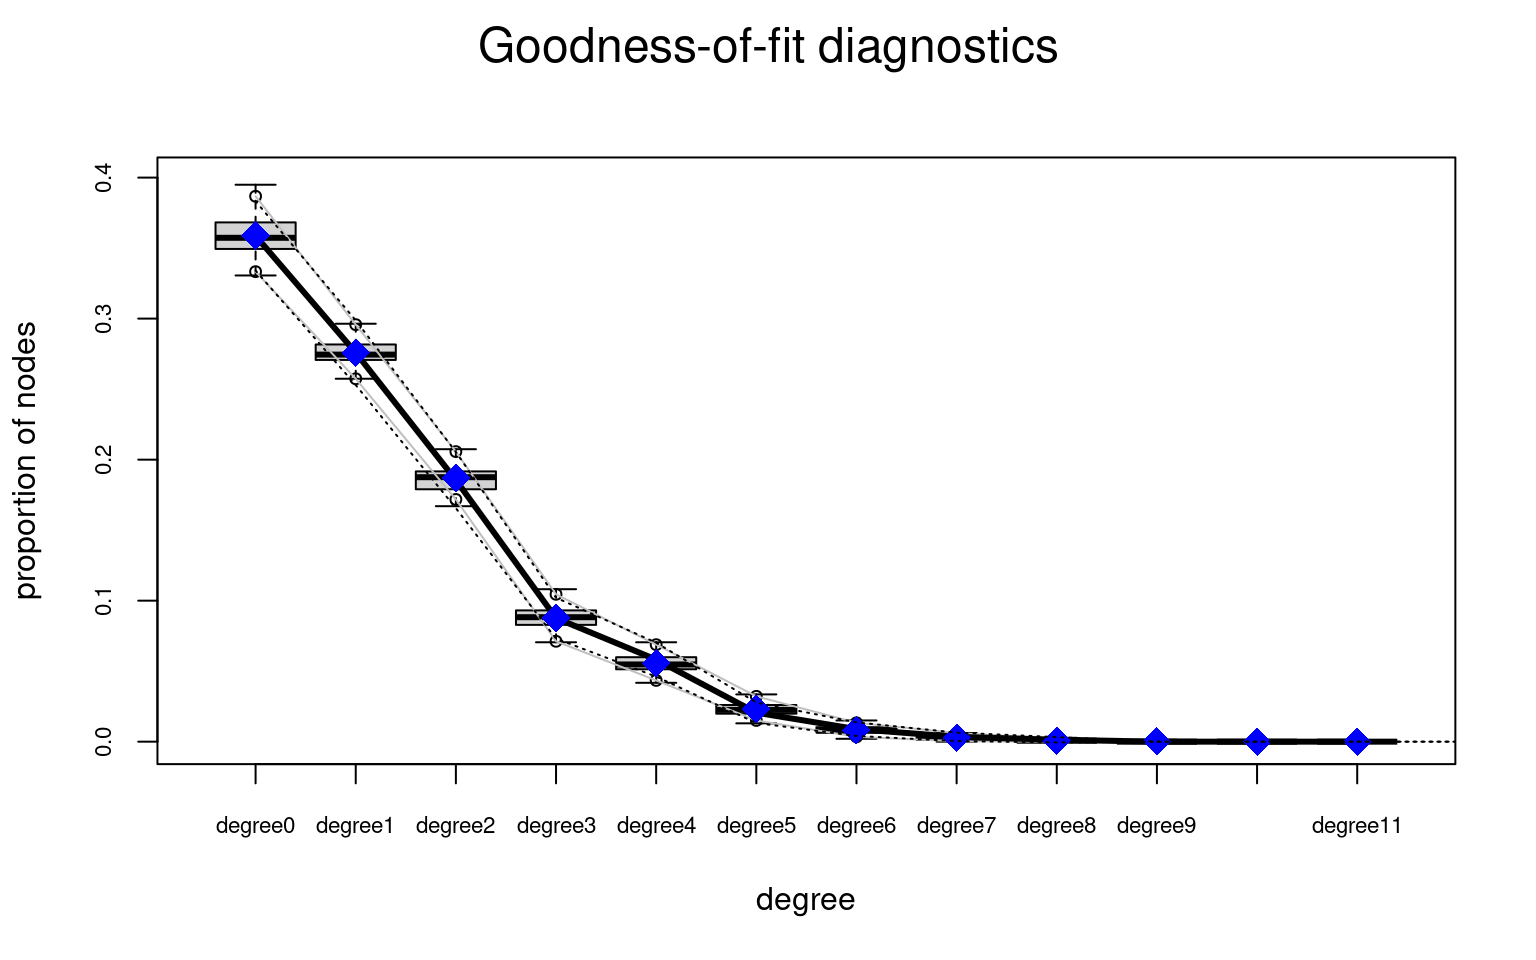 Goodness-of-fit diagnostics
proportion of nodes
0.4
0.3
0.2
0.1
0.0
degree0 degree1 degree2 degree3 degree4 degree5 degree6 degree7 degree8 degree9 degree11
degree